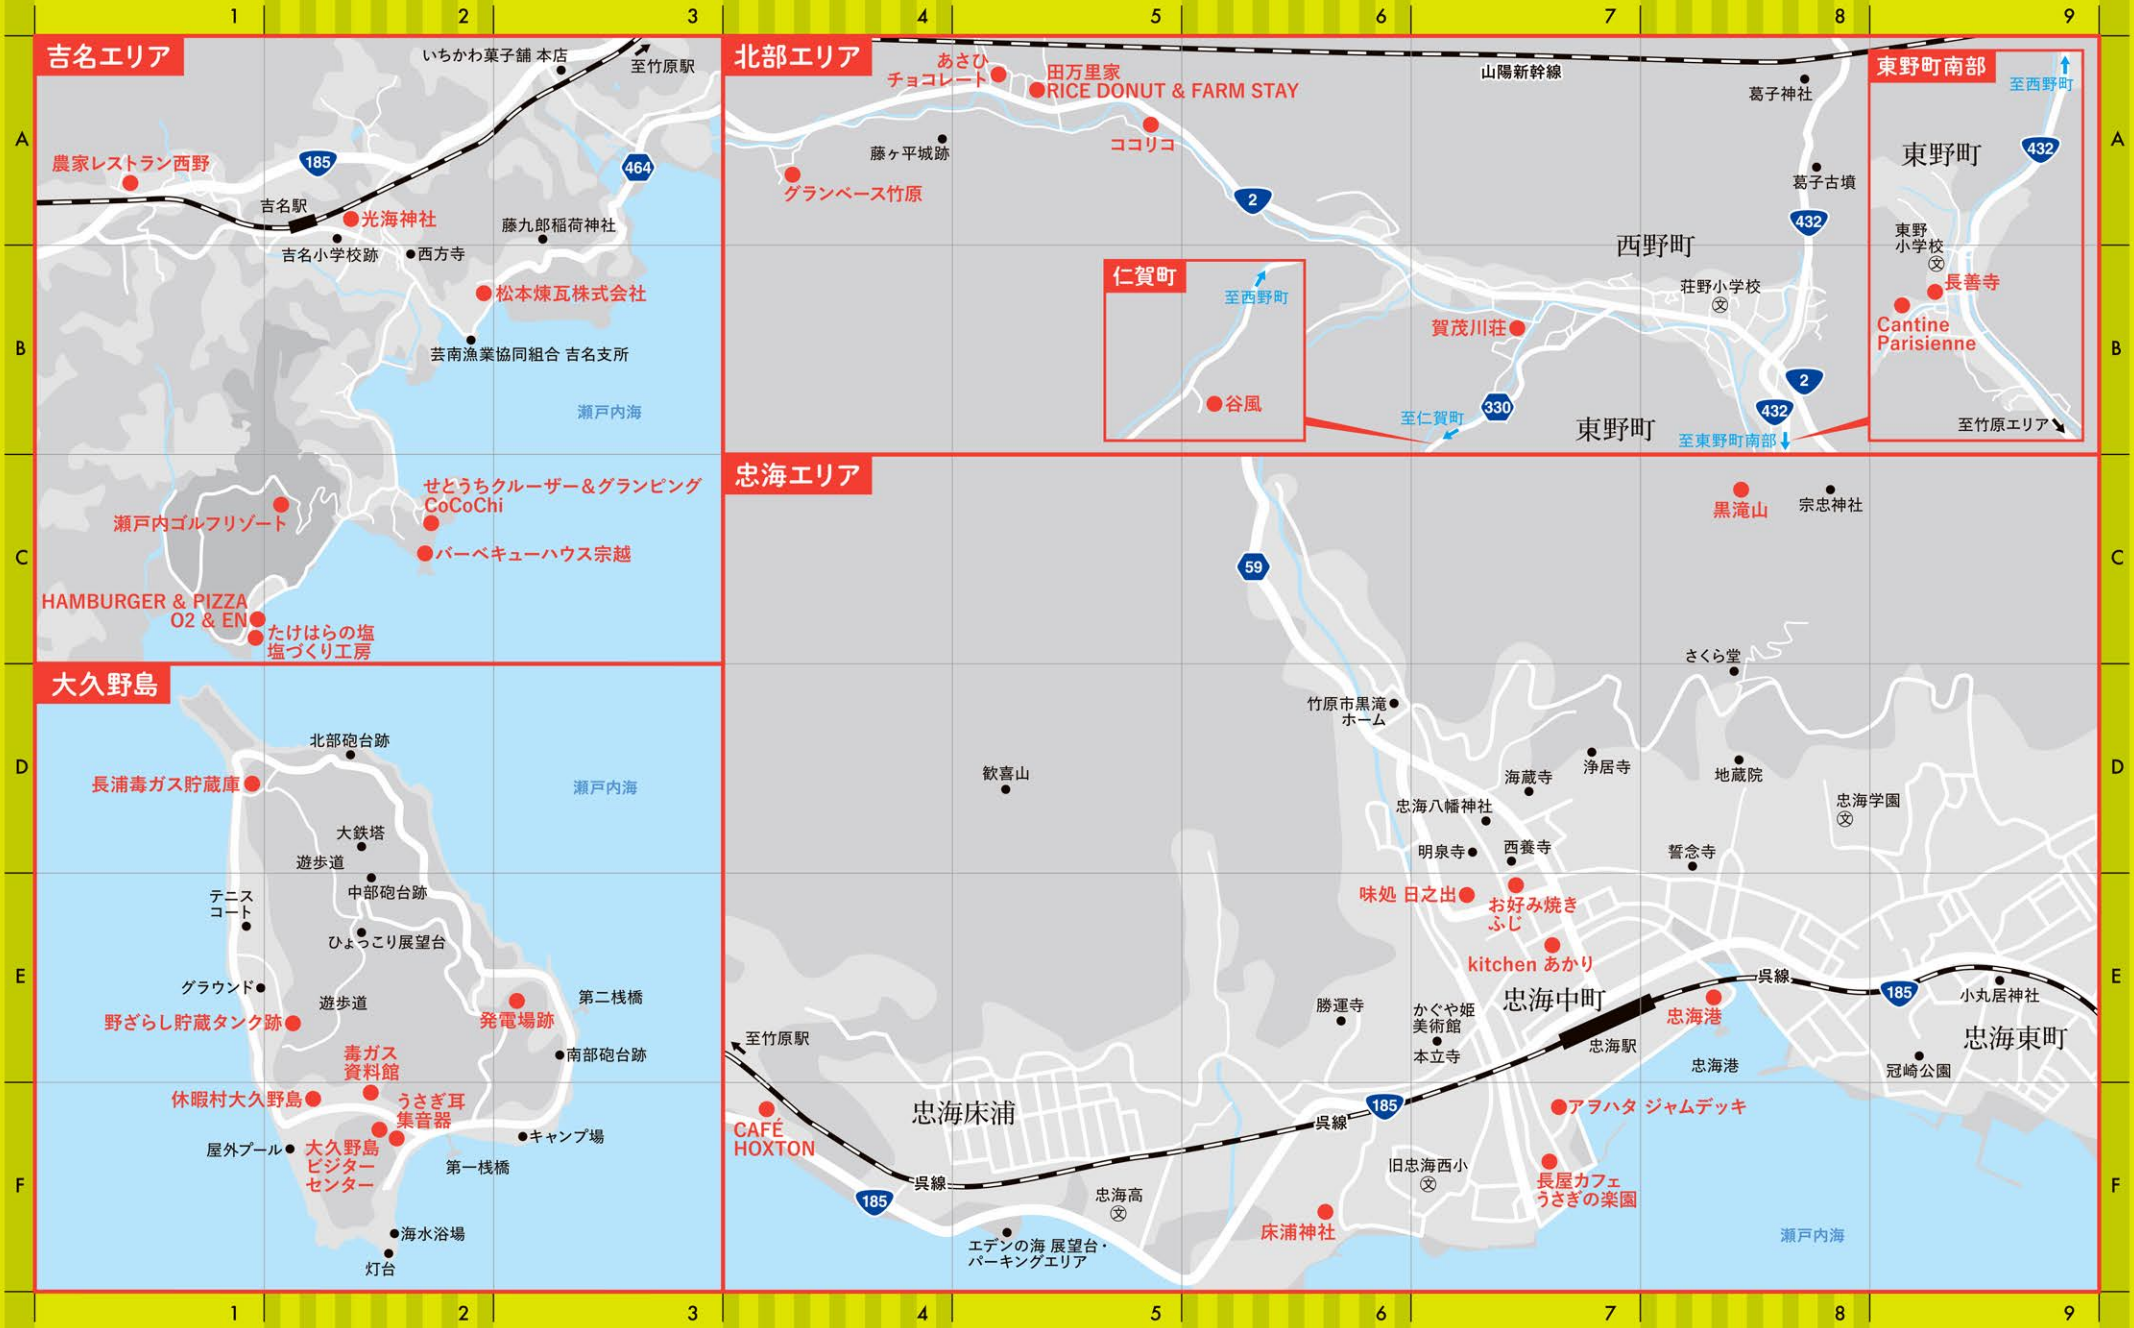 1
2
3
4
5
6
7
8
9
A
B
C
D
E
F
A
B
C
D
E
F
吉名エリア
いちかわ菓子舗 本店
至竹原駅
農家レストラン西野
185
464
吉名駅
光海神社
藤九郎稲荷神社
吉名小学校跡
西方寺
松本煉瓦株式会社
芸南漁業協同組合 吉名支所
瀬戸内海
せとうちクルーザー＆グランピング
CoCoChi
瀬戸内ゴルフリゾート
バーベキューハウス宗越
HAMBURGER & PIZZA
O2 & EN
たけはらの塩
塩づくり工房
北部エリア
あさひ
チョコレート
田万里家
RICE DONUT & FARM STAY
山陽新幹線
葛子神社
藤ヶ平城跡
ココリコ
グランベース竹原
葛子古墳
2
432
西野町
仁賀町
至西野町
谷風
荘野小学校
文
賀茂川荘
2
330
432
至仁賀町
東野町
至東野町南部
東野町南部
至西野町
432
東野町
東野
小学校
文
長善寺
Cantine
Parisienne
至竹原エリア
大久野島
北部砲台跡
長浦毒ガス貯蔵庫
瀬戸内海
大鉄塔
遊歩道
中部砲台跡
テニス
コート
ひょっこり展望台
グラウンド
遊歩道
第二桟橋
野ざらし貯蔵タンク跡
発電場跡
毒ガス
資料館
南部砲台跡
休暇村大久野島
うさぎ耳
集音器
屋外プール
大久野島
ビジター
センター
キャンプ場
第一桟橋
海水浴場
灯台
忠海エリア
黒滝山
宗忠神社
59
さくら堂
竹原市黒滝
ホーム
歓喜山
海蔵寺
浄居寺
地蔵院
忠海八幡神社
忠海学園
文
明泉寺
西養寺
誓念寺
味処 日之出
お好み焼き
ふじ
kitchen あかり
呉線
185
忠海中町
忠海港
小丸居神社
勝運寺
かぐや姫
美術館
本立寺
忠海駅
忠海港
忠海東町
冠崎公園
至竹原駅
忠海床浦
185
呉線
アヲハタ ジャムデッキ
CAFÉ
HOXTON
旧忠海西小
文
長屋カフェ
うさぎの楽園
呉線
185
忠海高
文
床浦神社
エデンの海 展望台・
パーキングエリア
瀬戸内海
1
2
3
4
5
6
7
8
9